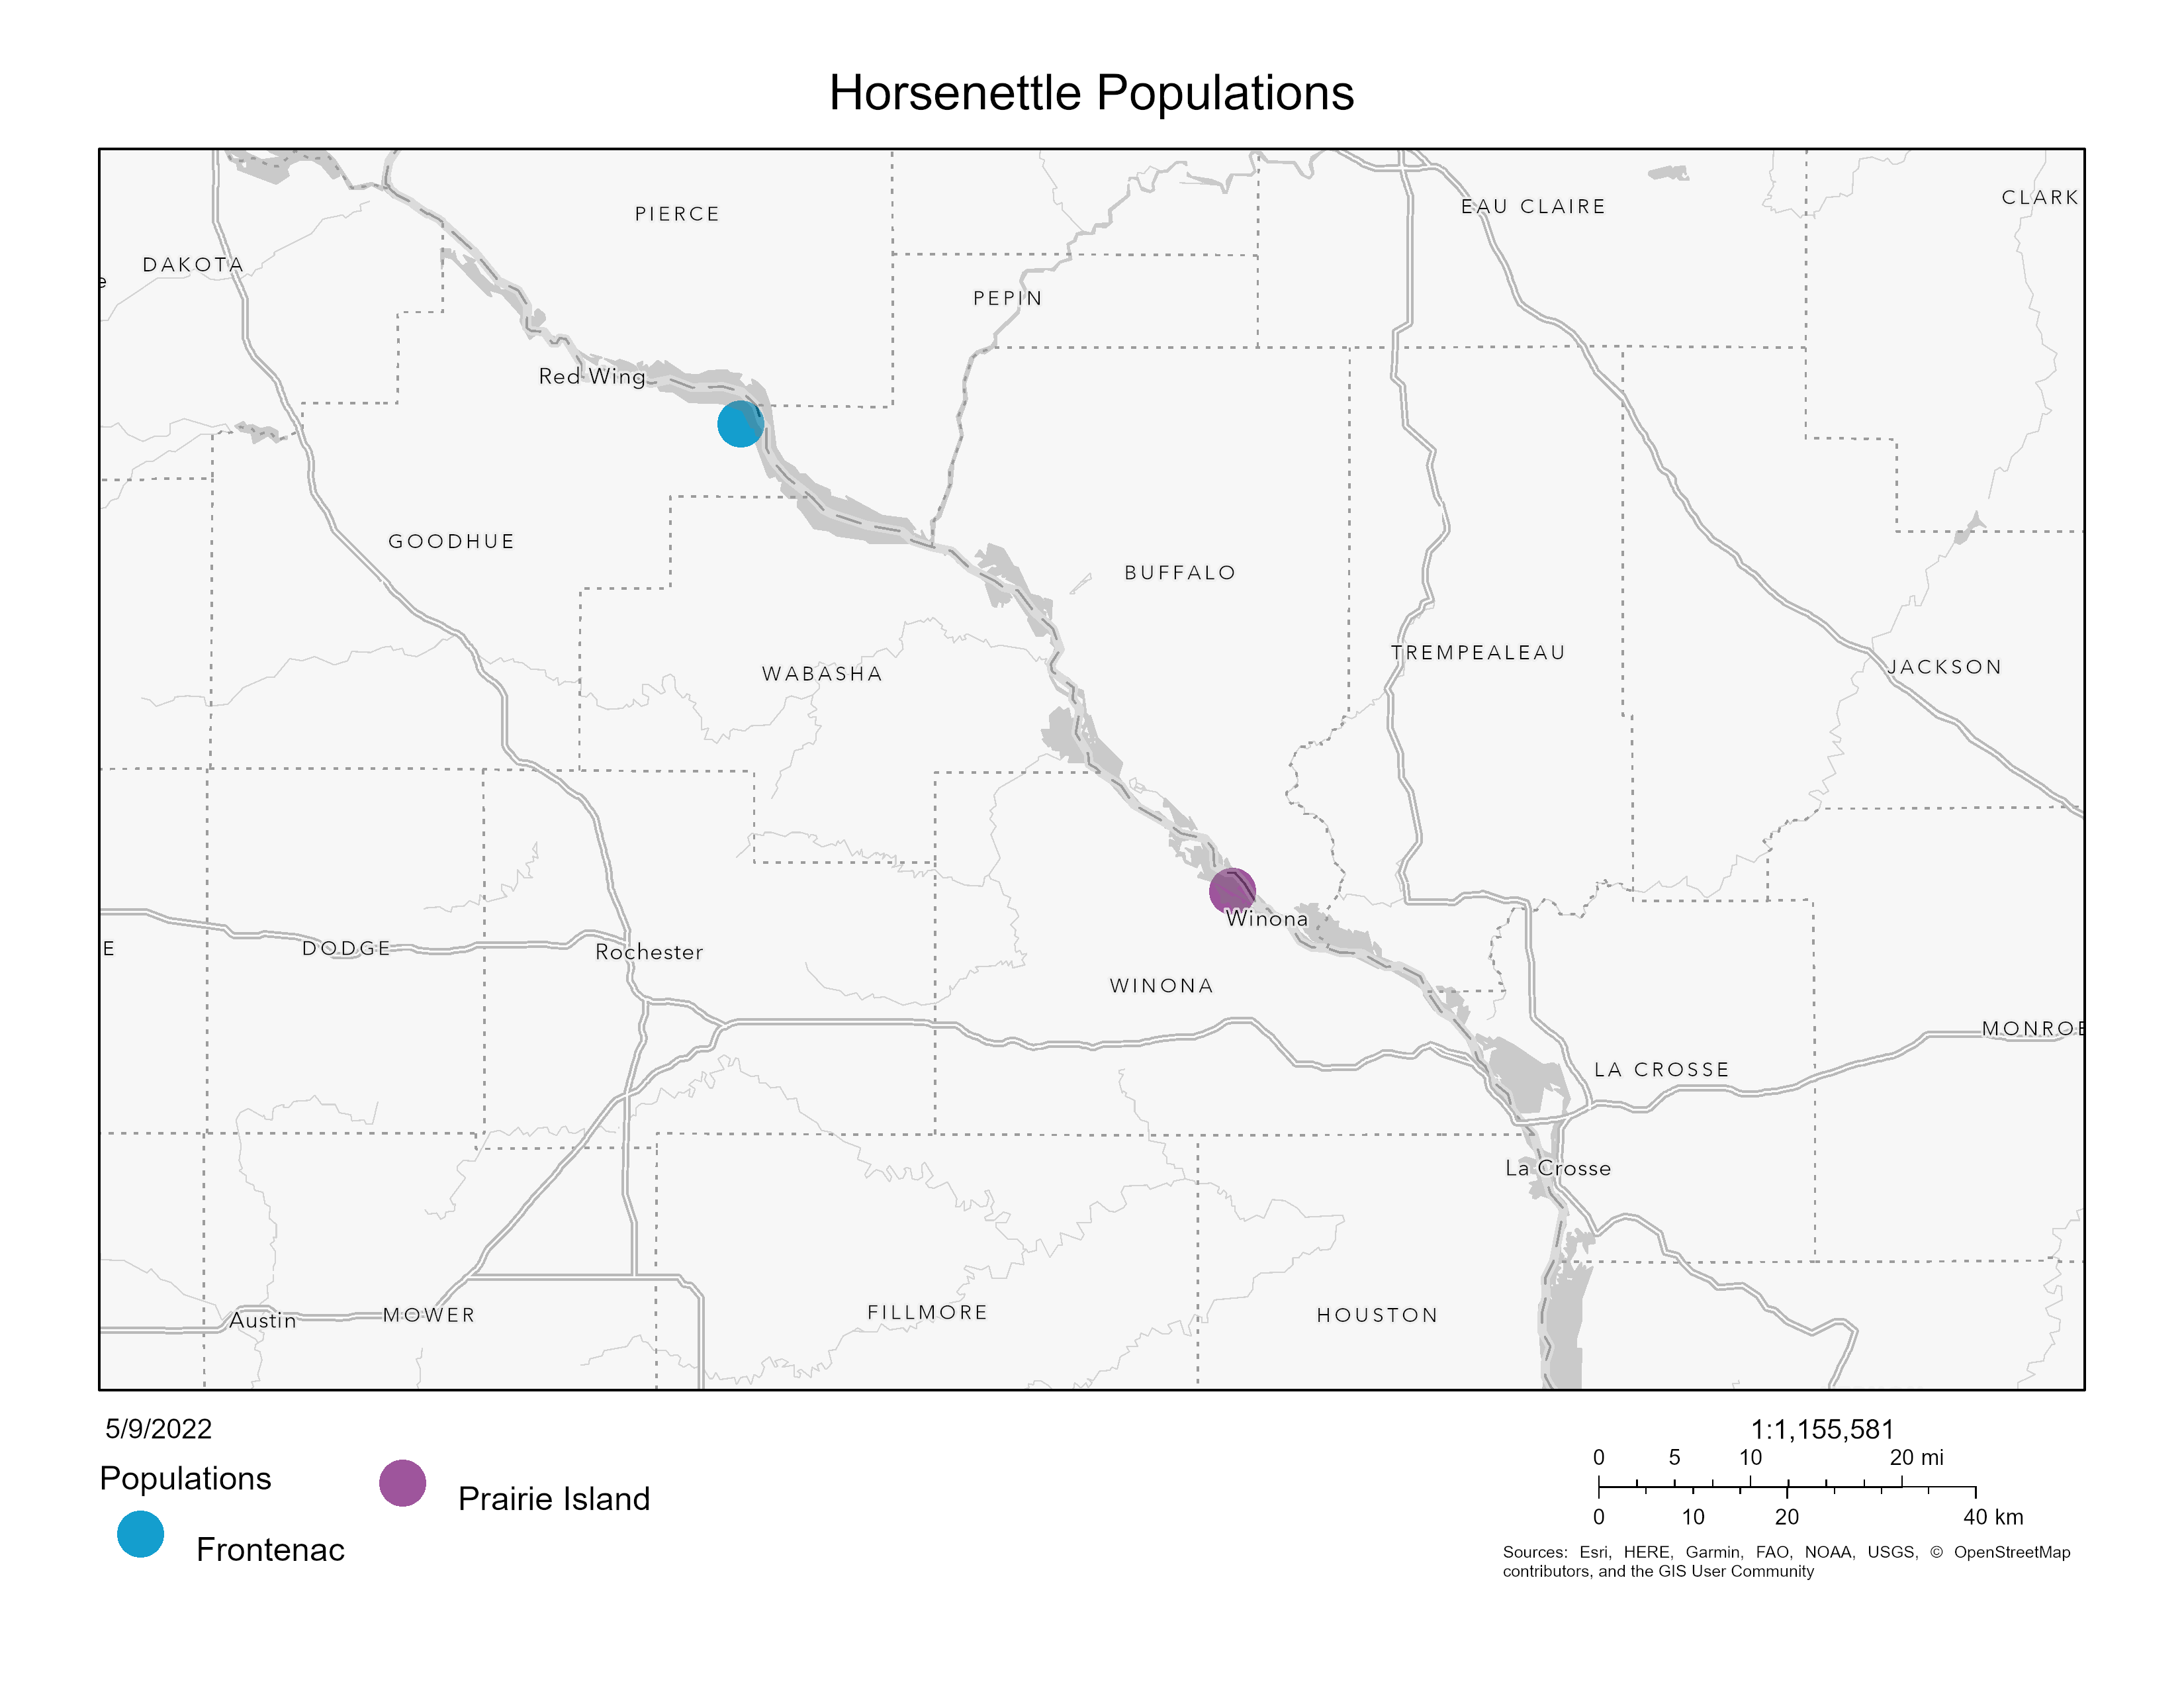 Horsenettle Populations
CLARK
EAU CLAIRE
PIERCE
DAKOTA
e
PEPIN
Red Wing
GOODHUE
BUFFALO
TREMPEALEAU
JACKSON
WABASHA
Winona
E
DODGE
Rochester
WINONA
MONROE
LA CROSSE
La Crosse
Austin
MOWER
FILLMORE
HOUSTON
5/9/2022
1:1,155,581
0 5 10 20 mi
0 10 20 40 km
Populations
Prairie Island
Frontenac
Sources: Esri, HERE, Garmin, FAO, NOAA, USGS, © OpenStreetMap
contributors, and the GIS User Community